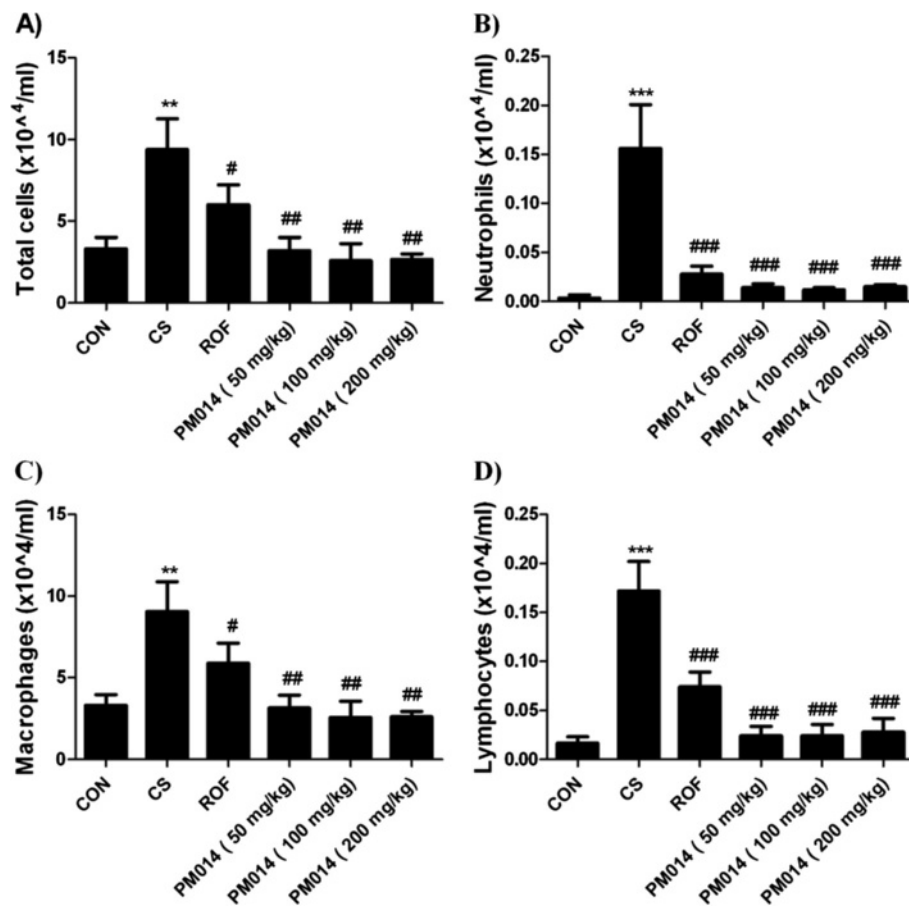 A)
Total cells (x10^4/ml)
15
10
5
0
**
#
##
##
##
CON
CS
ROF
PM014 ( 50 mg/kg)
PM014 ( 100 mg/kg)
PM014 ( 200 mg/kg)
B)
Neutrophils (x10^4/ml)
0.25
0.20
0.15
0.10
0.05
0.00
***
###
###
###
###
CON
CS
ROF
PM014 ( 50 mg/kg)
PM014 ( 100 mg/kg)
PM014 ( 200 mg/kg)
C)
Macrophages (x10^4/ml)
15
10
5
0
**
#
##
##
##
CON
CS
ROF
PM014 ( 50 mg/kg)
PM014 ( 100 mg/kg)
PM014 ( 200 mg/kg)
D)
Lymphocytes (x10^4/ml)
0.25
0.20
0.15
0.10
0.05
0.00
***
###
###
###
###
CON
CS
ROF
PM014 ( 50 mg/kg)
PM014 ( 100 mg/kg)
PM014 ( 200 mg/kg)